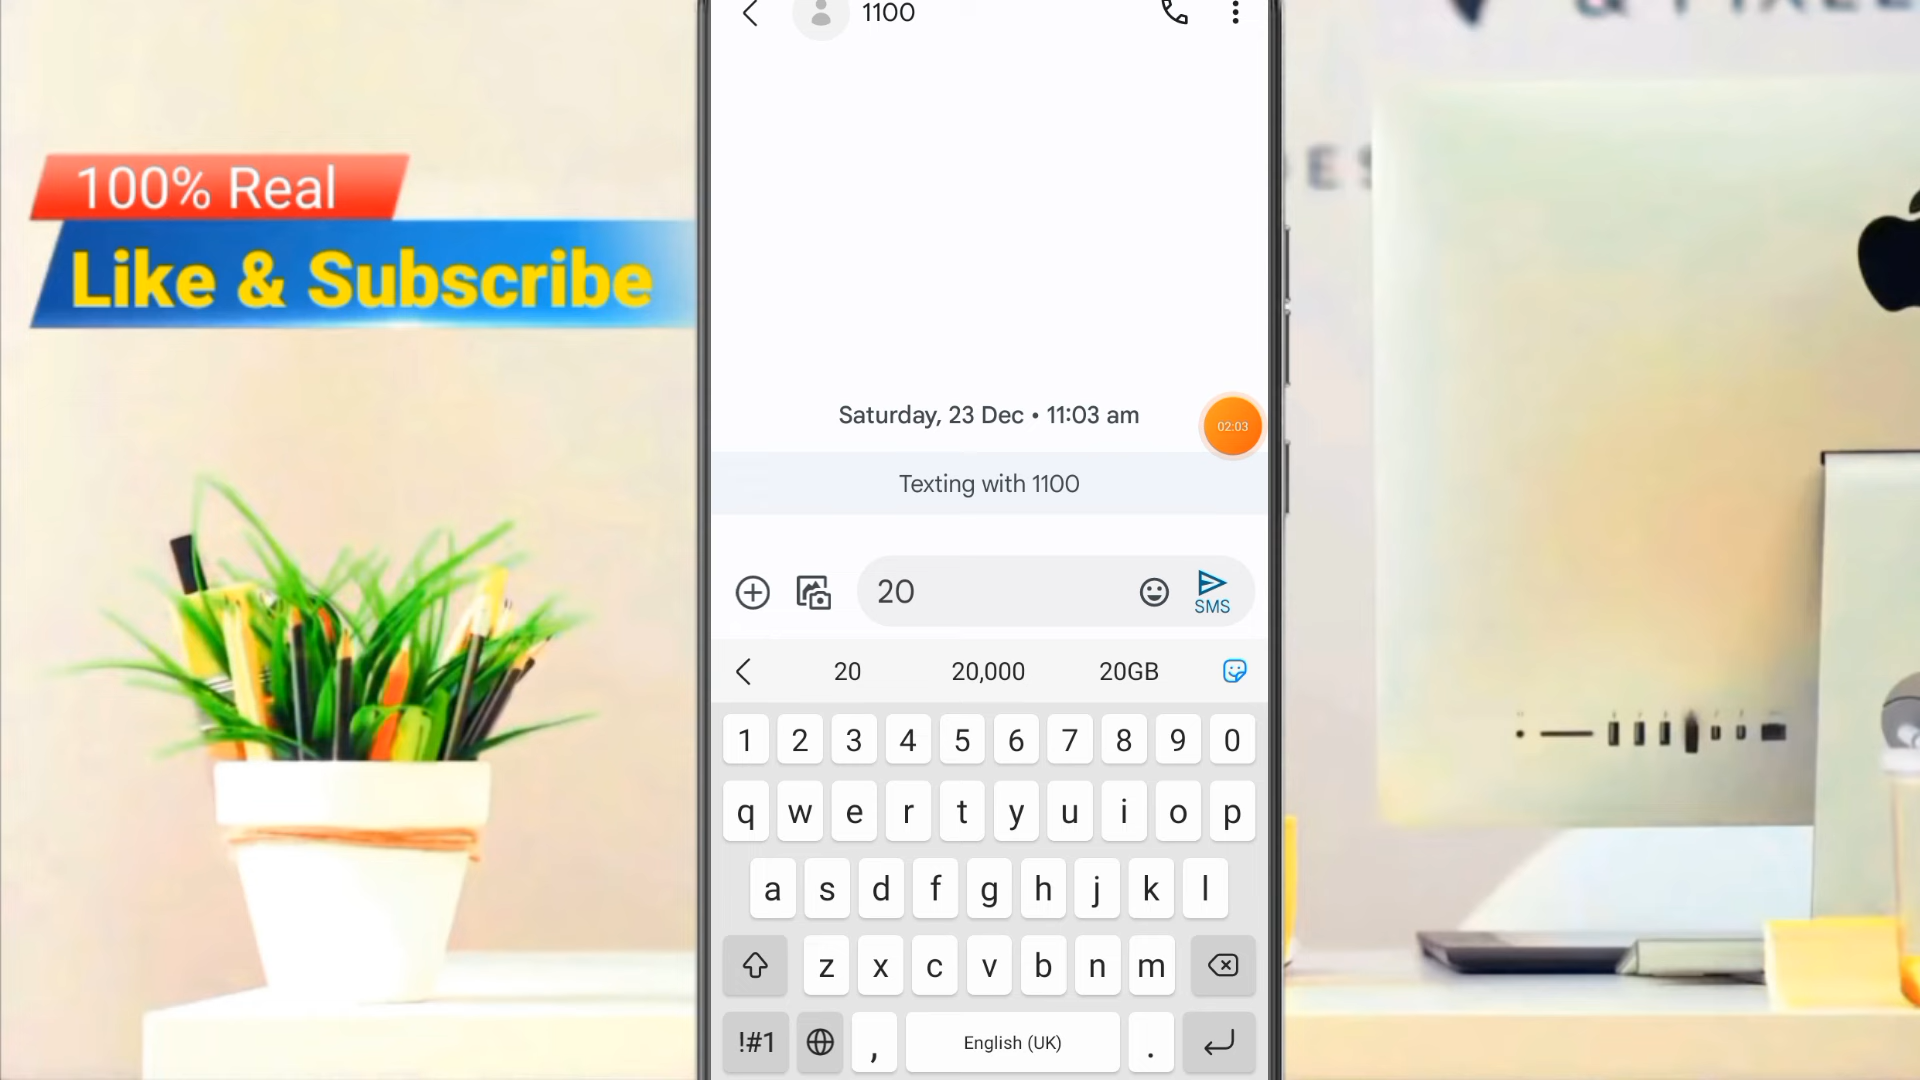 1100
100% Real
Like & Subscribe
Saturday, 23 Dec • 11:03 am
02:03
Texting with 1100
20
SMS
20 20,000 20GB
1 2 3 4 5 6 7 8 9 0
q w e r t y u i o p
a s d f g h j k l
z x c v b n m
!#1 , English (UK) .